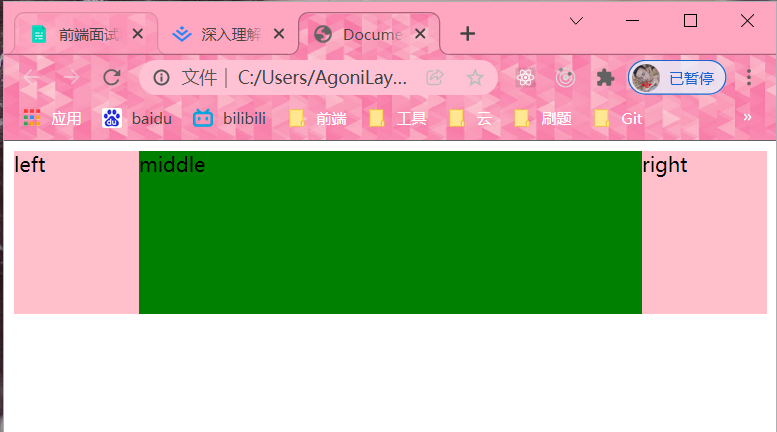 前端面试
深入理解
Docume
文件 | C:/Users/AgoniLay...
已暂停
应用 baidu bilibili 前端 工具 云 刷题 Git »
left middle right